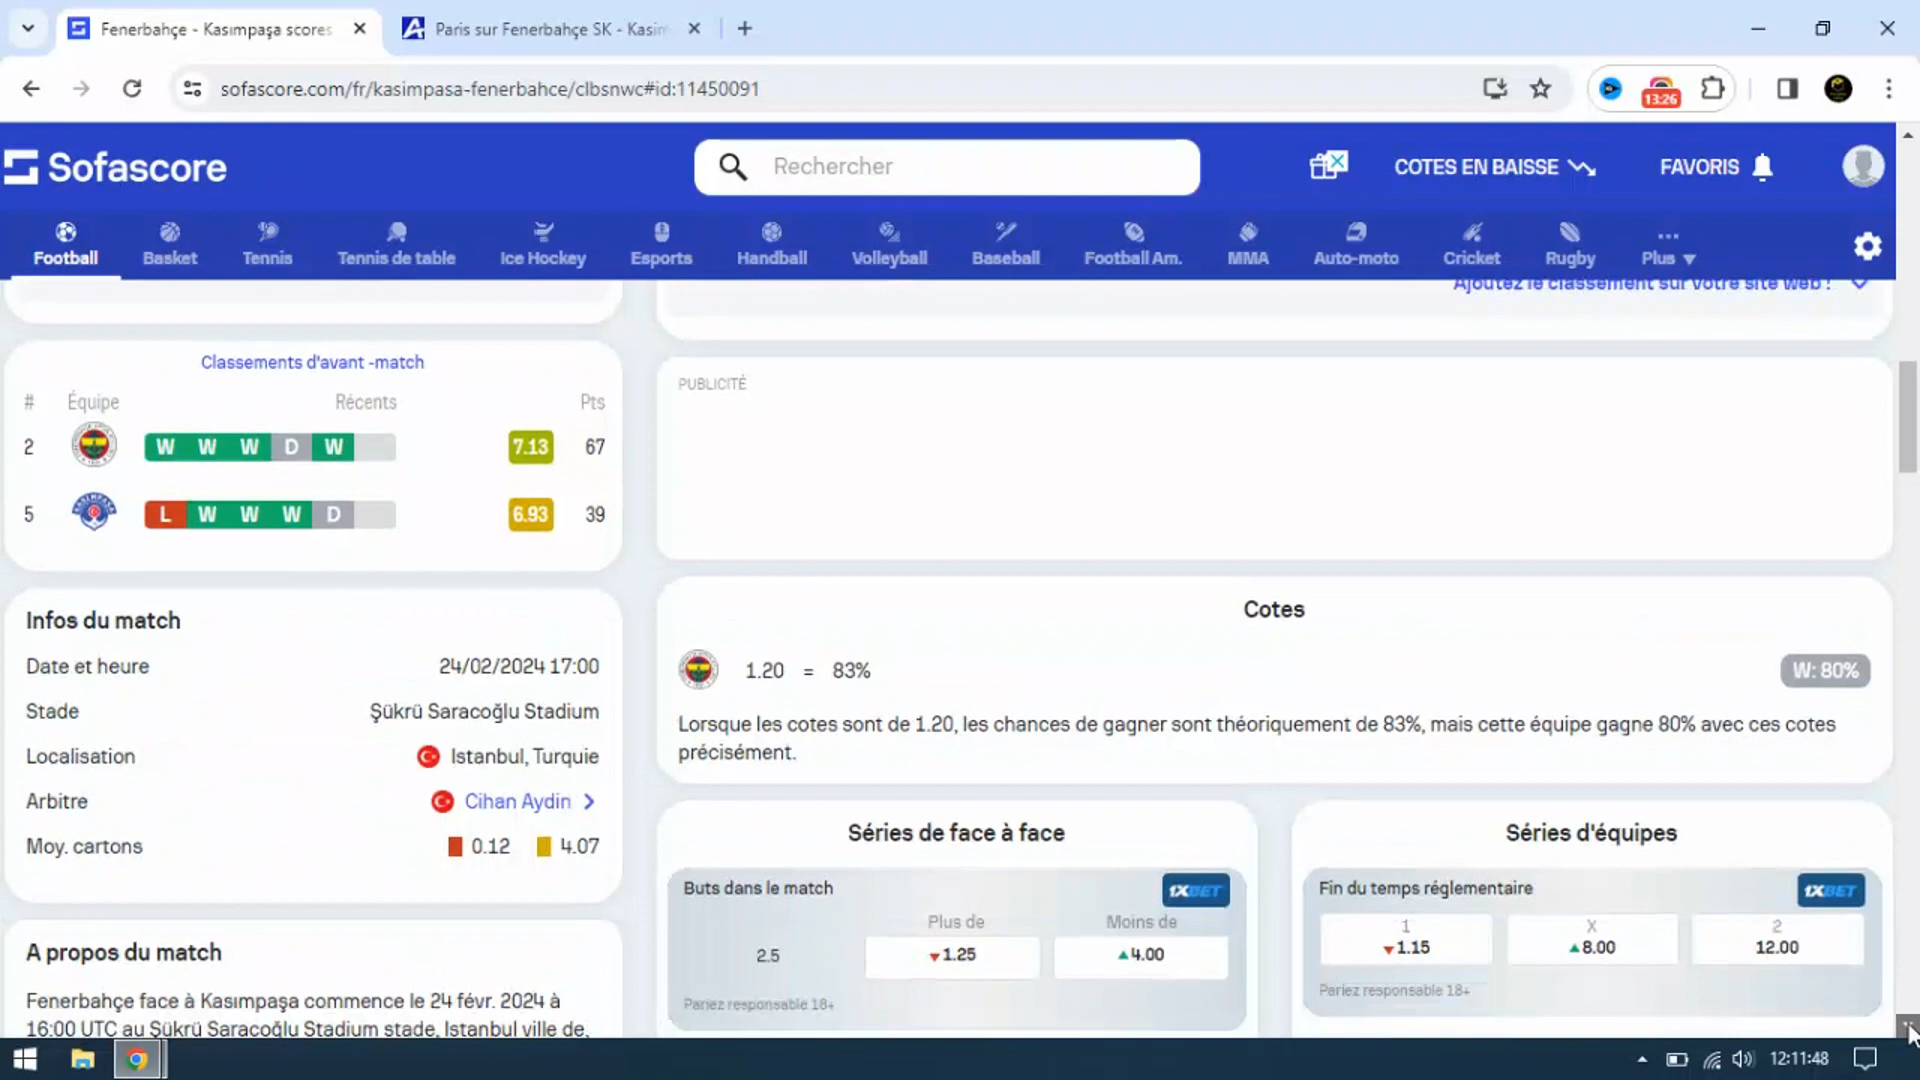 Fenerbahçe - Kasımpaşa scores
Paris sur Fenerbahçe SK - Kasim
sofascore.com/fr/kasimpasa-fenerbahce/clbsnwc#id:11450091
13:26
Sofascore
Rechercher
COTES EN BAISSE
FAVORIS
Football
Basket
Tennis
Tennis de table
Ice Hockey
Esports
Handball
Volleyball
Baseball
Football Am.
MMA
Auto-moto
Cricket
Rugby
Plus ▼
Ajoutez le classement sur votre site web !
Classements d'avant -match
# Équipe Récents Pts
2 W W W D W 7.13 67
5 L W W W D 6.93 39
Infos du match
Date et heure 24/02/2024 17:00
Stade Şükrü Saracoğlu Stadium
Localisation Istanbul, Turquie
Arbitre Cihan Aydin
Moy. cartons 0.12 4.07
A propos du match
Fenerbahçe face à Kasımpaşa commence le 24 févr. 2024 à
16:00 UTC au Şükrü Saracoğlu Stadium stade, Istanbul ville de,
PUBLICITÉ
Cotes
1.20 = 83% W: 80%
Lorsque les cotes sont de 1.20, les chances de gagner sont théoriquement de 83%, mais cette équipe gagne 80% avec ces cotes
précisément.
Séries de face à face
Buts dans le match 1XBET
Plus de Moins de
2.5 ▼1.25 ▲4.00
Pariez responsable 18+
Séries d'équipes
Fin du temps réglementaire 1XBET
1 X 2
▼1.15 ▲8.00 12.00
Pariez responsable 18+
12:11:48